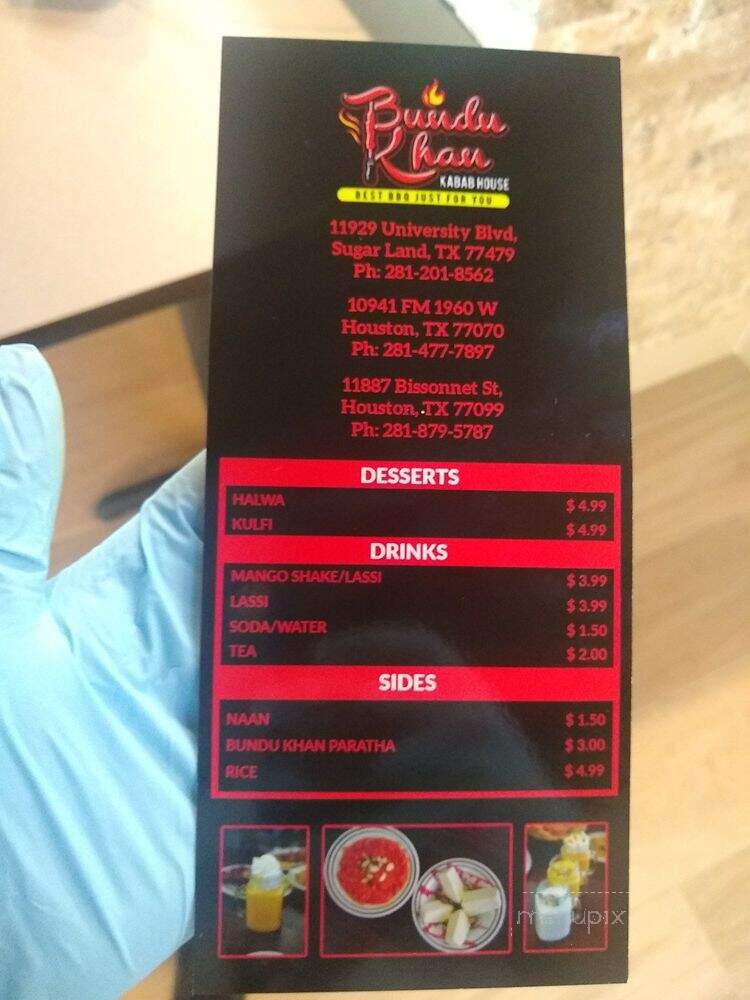 Bundu
Khan
KABAB HOUSE
BEST BBQ JUST FOR YOU
11929 University Blvd,
Sugar Land, TX 77479
Ph: 281-201-8562
10941 FM 1960 W
Houston, TX 77070
Ph: 281-477-7897
11887 Bissonnet St,
Houston, TX 77099
Ph: 281-879-5787
DESSERTS
HALWA $ 4.99
KULFI $ 4.99
DRINKS
MANGO SHAKE/LASSI $ 3.99
LASSI $ 3.99
SODA/WATER $ 1.50
TEA $ 2.00
SIDES
NAAN $ 1.50
BUNDU KHAN PARATHA $ 3.00
RICE $ 4.99
menupix